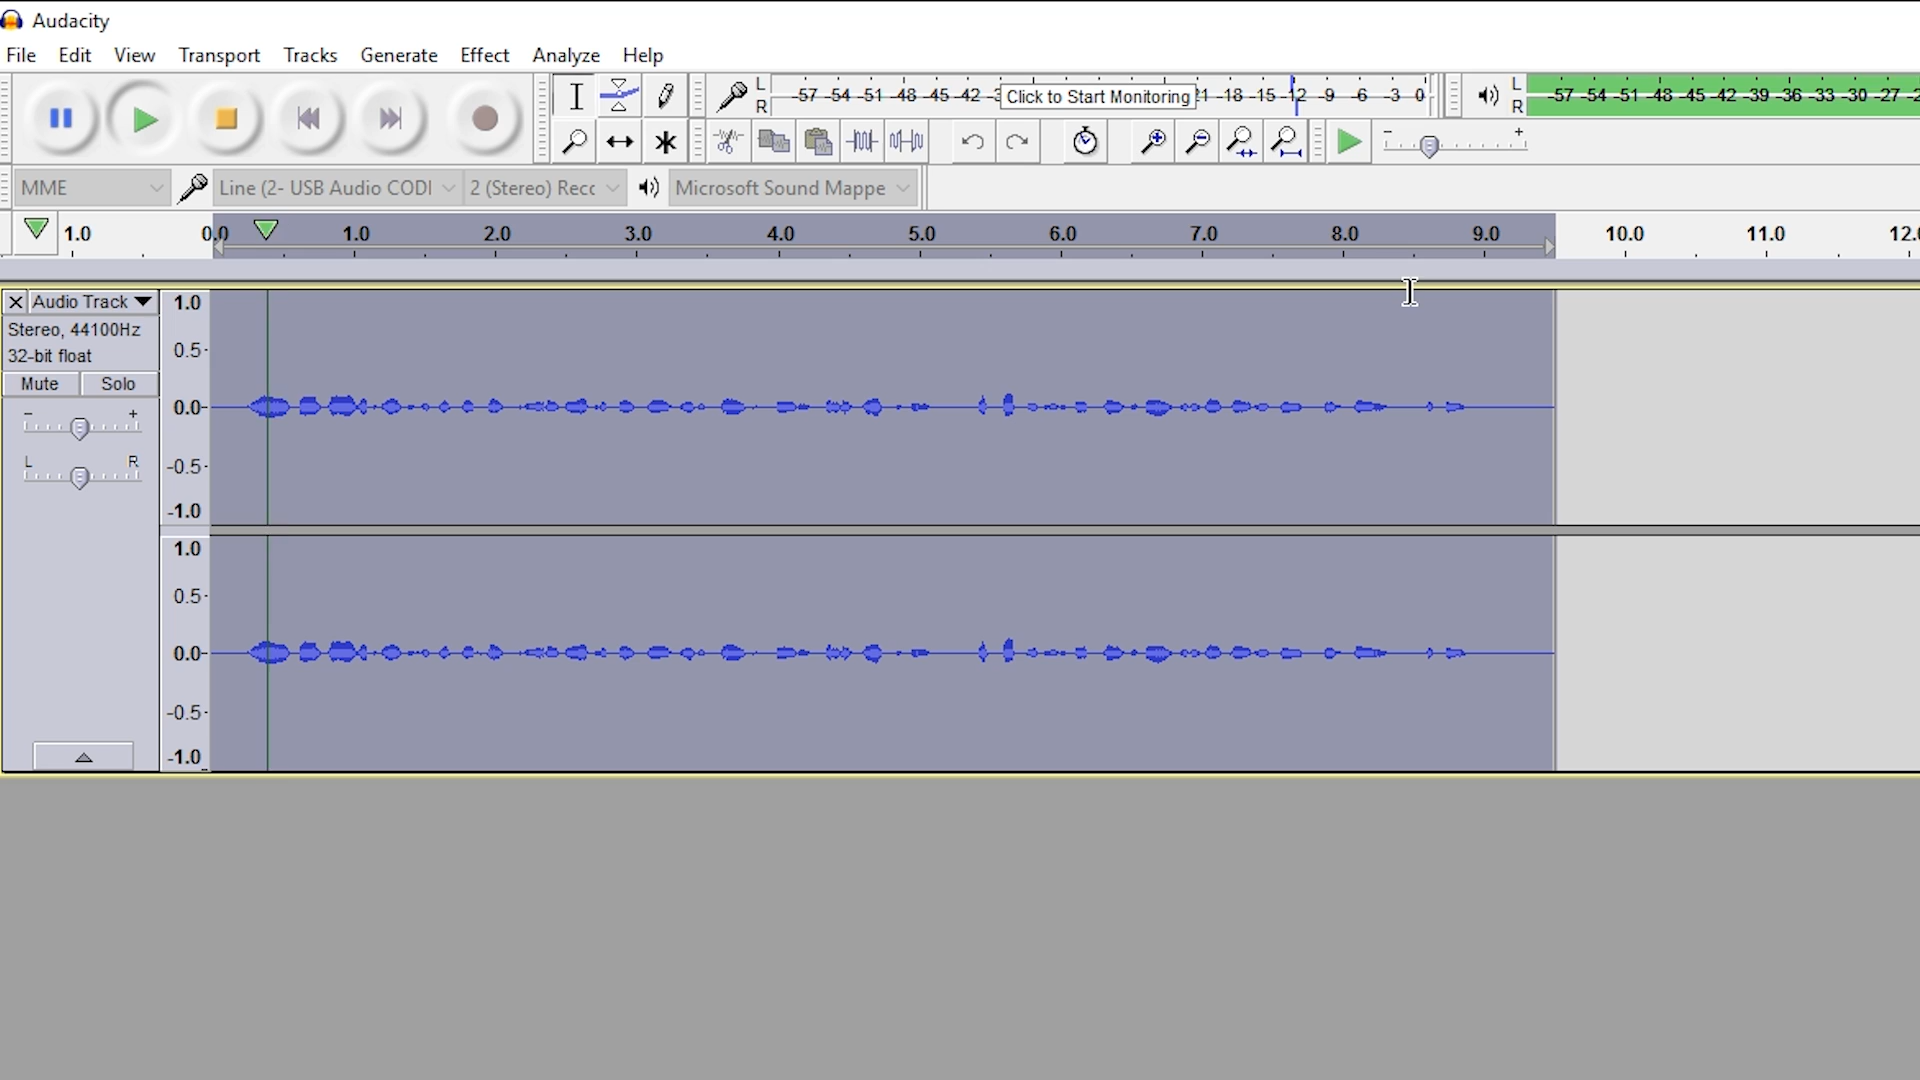 Audacity
File Edit View Transport Tracks Generate Effect Analyze Help
L
R
-57 -54 -51 -48 -45 -42 Click to Start Monitoring -18 -15 -12 -9 -6 -3 0
L
R
-57 -54 -51 -48 -45 -42 -39 -36 -33 -30 -27
- +
MME Line (2- USB Audio CODI 2 (Stereo) Recc Microsoft Sound Mappe
1.0 0.0 1.0 2.0 3.0 4.0 5.0 6.0 7.0 8.0 9.0 10.0 11.0 12.0
X Audio Track
Stereo, 44100Hz
32-bit float
Mute Solo
- +
L R
1.0
0.5
0.0
-0.5
-1.0
1.0
0.5
0.0
-0.5
-1.0